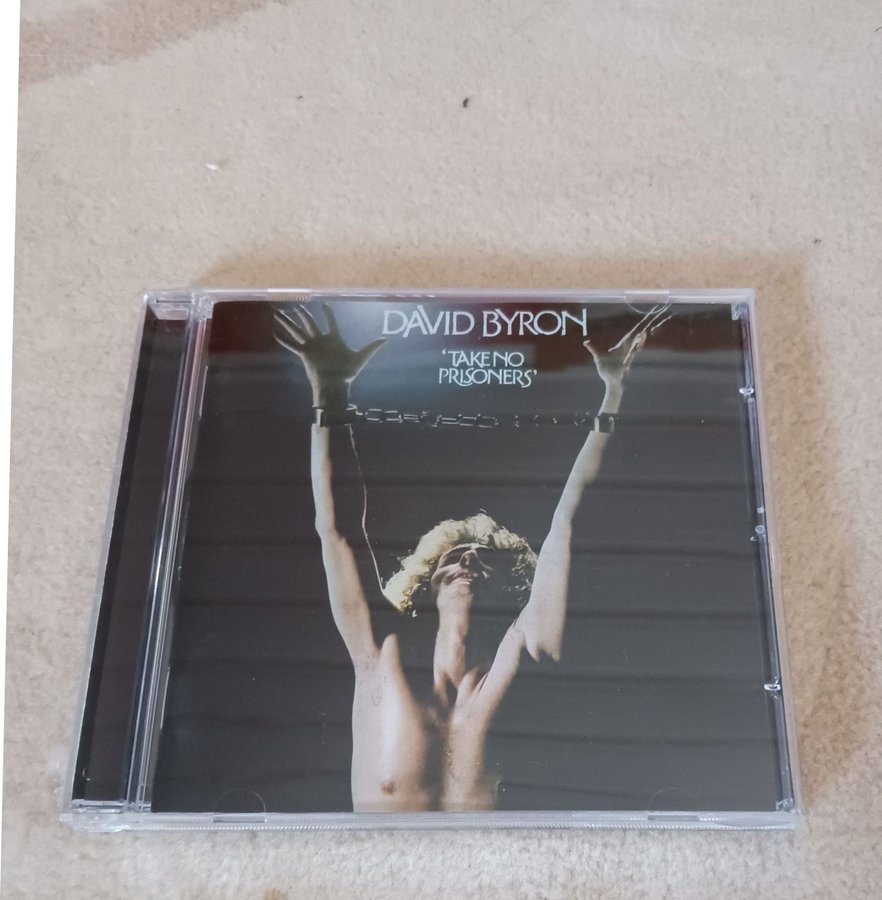 DAVID BYRON
'TAKE NO
PRISONERS'